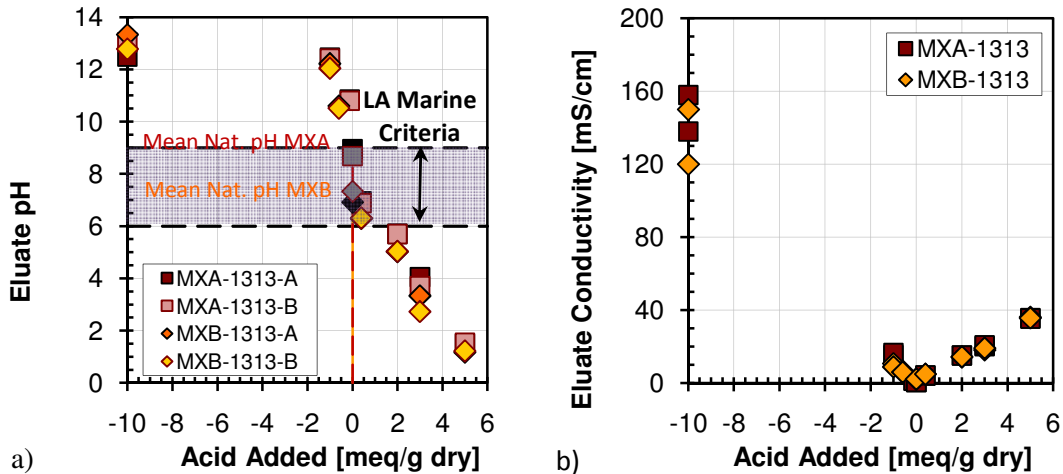 14
12
10
8
6
4
2
0
Eluate pH
LA Marine
Criteria
Mean Nat. pH MXA
Mean Nat. pH MXB
MXA-1313-A
MXA-1313-B
MXB-1313-A
MXB-1313-B
-10 -8 -6 -4 -2 0 2 4 6
a) Acid Added [meq/g dry]
200
160
120
80
40
0
Eluate Conductivity [mS/cm]
MXA-1313
MXB-1313
-10 -8 -6 -4 -2 0 2 4 6
b) Acid Added [meq/g dry]